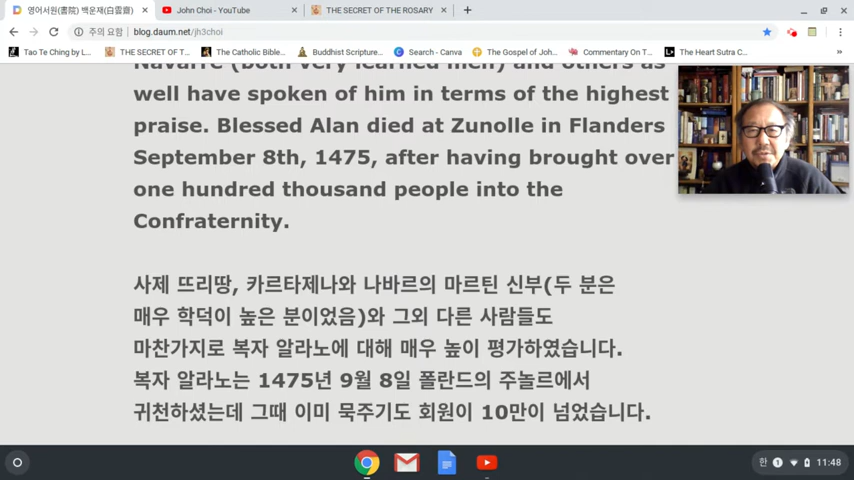 영어서원(書院) 백운재(白雲齋)
John Choi - YouTube
THE SECRET OF THE ROSARY
주의 요함
blog.daum.net/jh3choi
Tao Te Ching by L...
THE SECRET OF T...
The Catholic Bible...
Buddhist Scripture...
Search - Canva
The Gospel of Joh...
Commentary On T...
The Heart Sutra C...
Navarre (both very learned men) and others as
well have spoken of him in terms of the highest
praise. Blessed Alan died at Zunolle in Flanders
September 8th, 1475, after having brought over
one hundred thousand people into the
Confraternity.
사제 뜨리땅, 카르타제나와 나바르의 마르틴 신부(두 분은
매우 학덕이 높은 분이었음)와 그외 다른 사람들도
마찬가지로 복자 알라노에 대해 매우 높이 평가하였습니다.
복자 알라노는 1475년 9월 8일 폴란드의 주놀르에서
귀천하셨는데 그때 이미 묵주기도 회원이 10만이 넘었습니다.
한
1
11:48